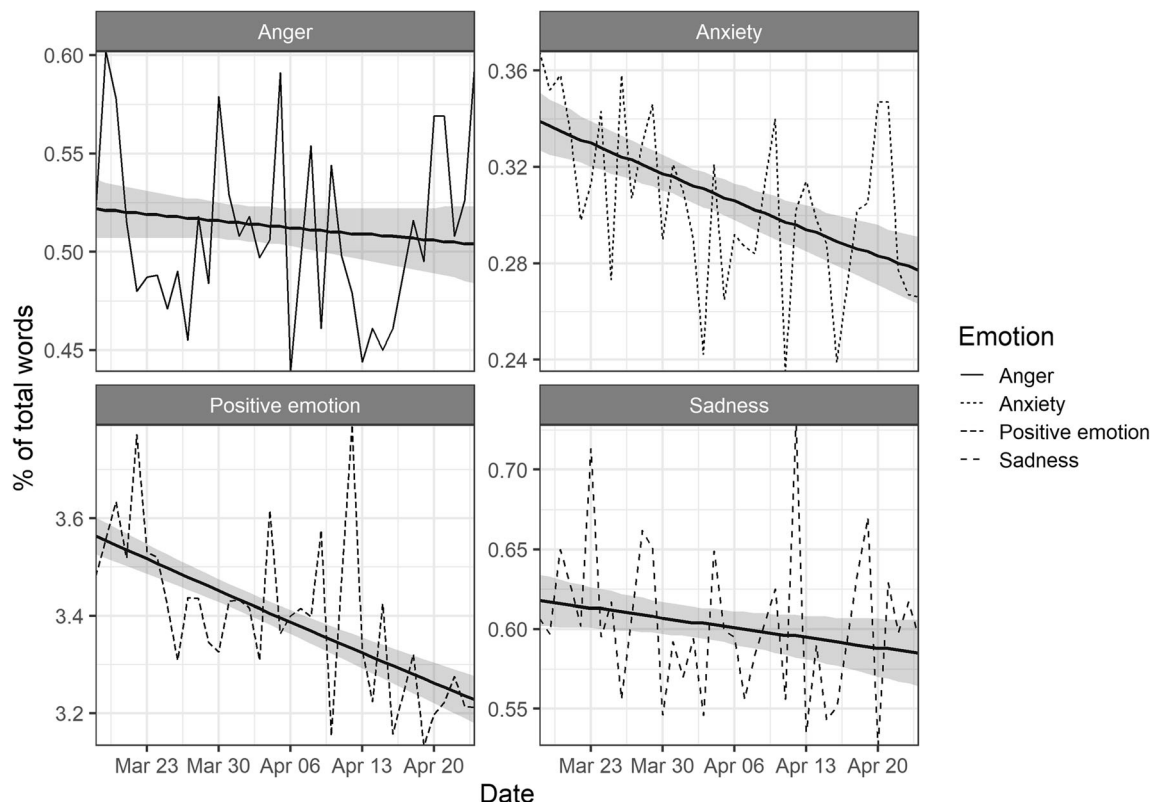 Anger
Anxiety
0.60
0.55
0.50
0.45
0.36
0.32
0.28
0.24
Positive emotion
Sadness
3.6
3.4
3.2
0.70
0.65
0.60
0.55
Mar 23 Mar 30 Apr 06 Apr 13 Apr 20
Mar 23 Mar 30 Apr 06 Apr 13 Apr 20
% of total words
Date
Emotion
Anger
Anxiety
Positive emotion
Sadness